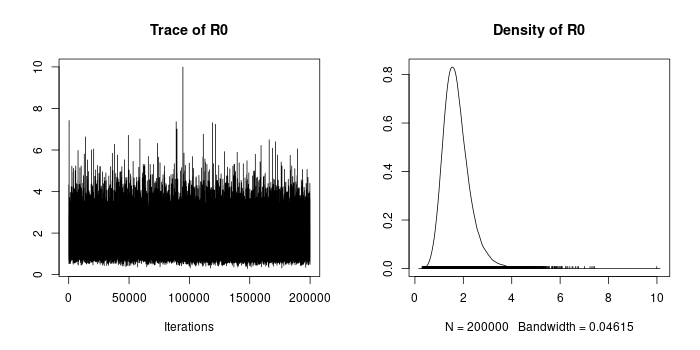 Trace of R0
0 2 4 6 8 10
0 50000 100000 150000 200000
Iterations
Density of R0
0.0 0.2 0.4 0.6 0.8
0 2 4 6 8 10
N = 200000 Bandwidth = 0.04615